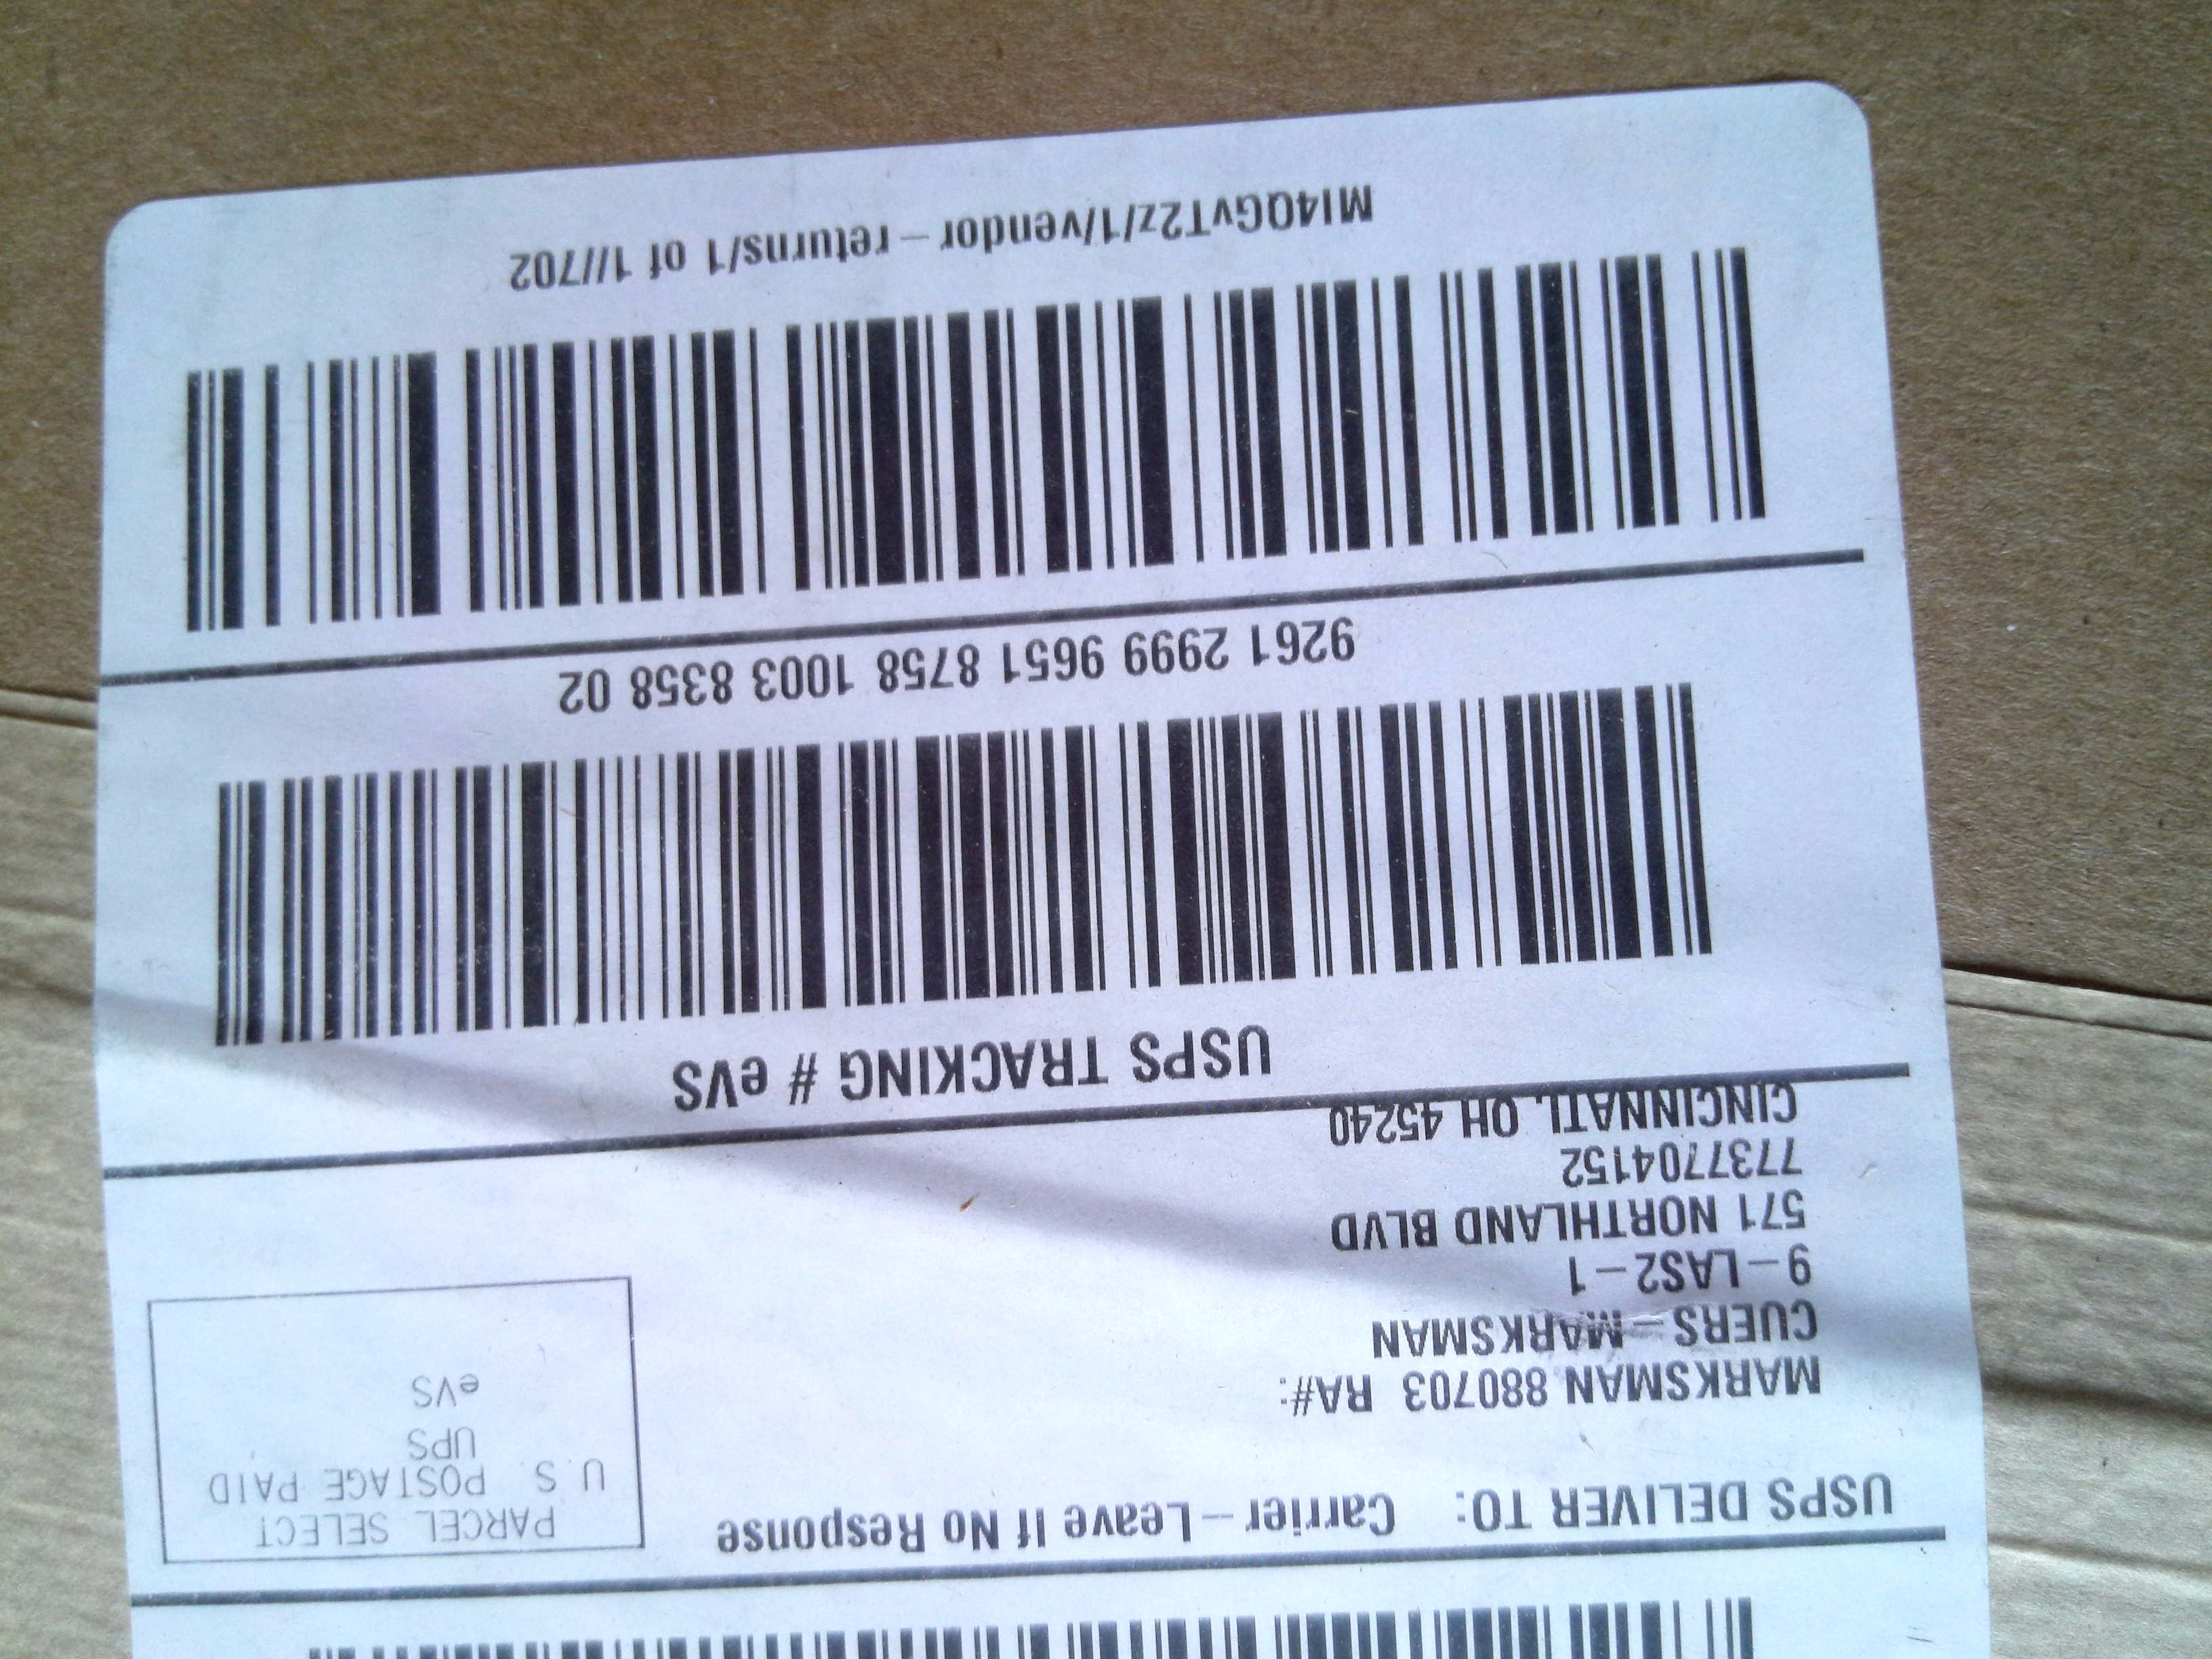 USPS DELIVER TO: Carrier – Leave If No Response
PARCEL SELECT
U.S. POSTAGE PAID
UPS
eVS
MARKSMAN 880703 RA#:
CUERS – MARKSMAN
9 – LAS2 – 1
571 NORTHLAND BLVD
7737704152
CINCINNATI, OH 45240
USPS TRACKING # eVS
9261 2999 9651 8758 1003 8358 02
MI4QGvT2z/1/vendor – returns/1 of 1//702